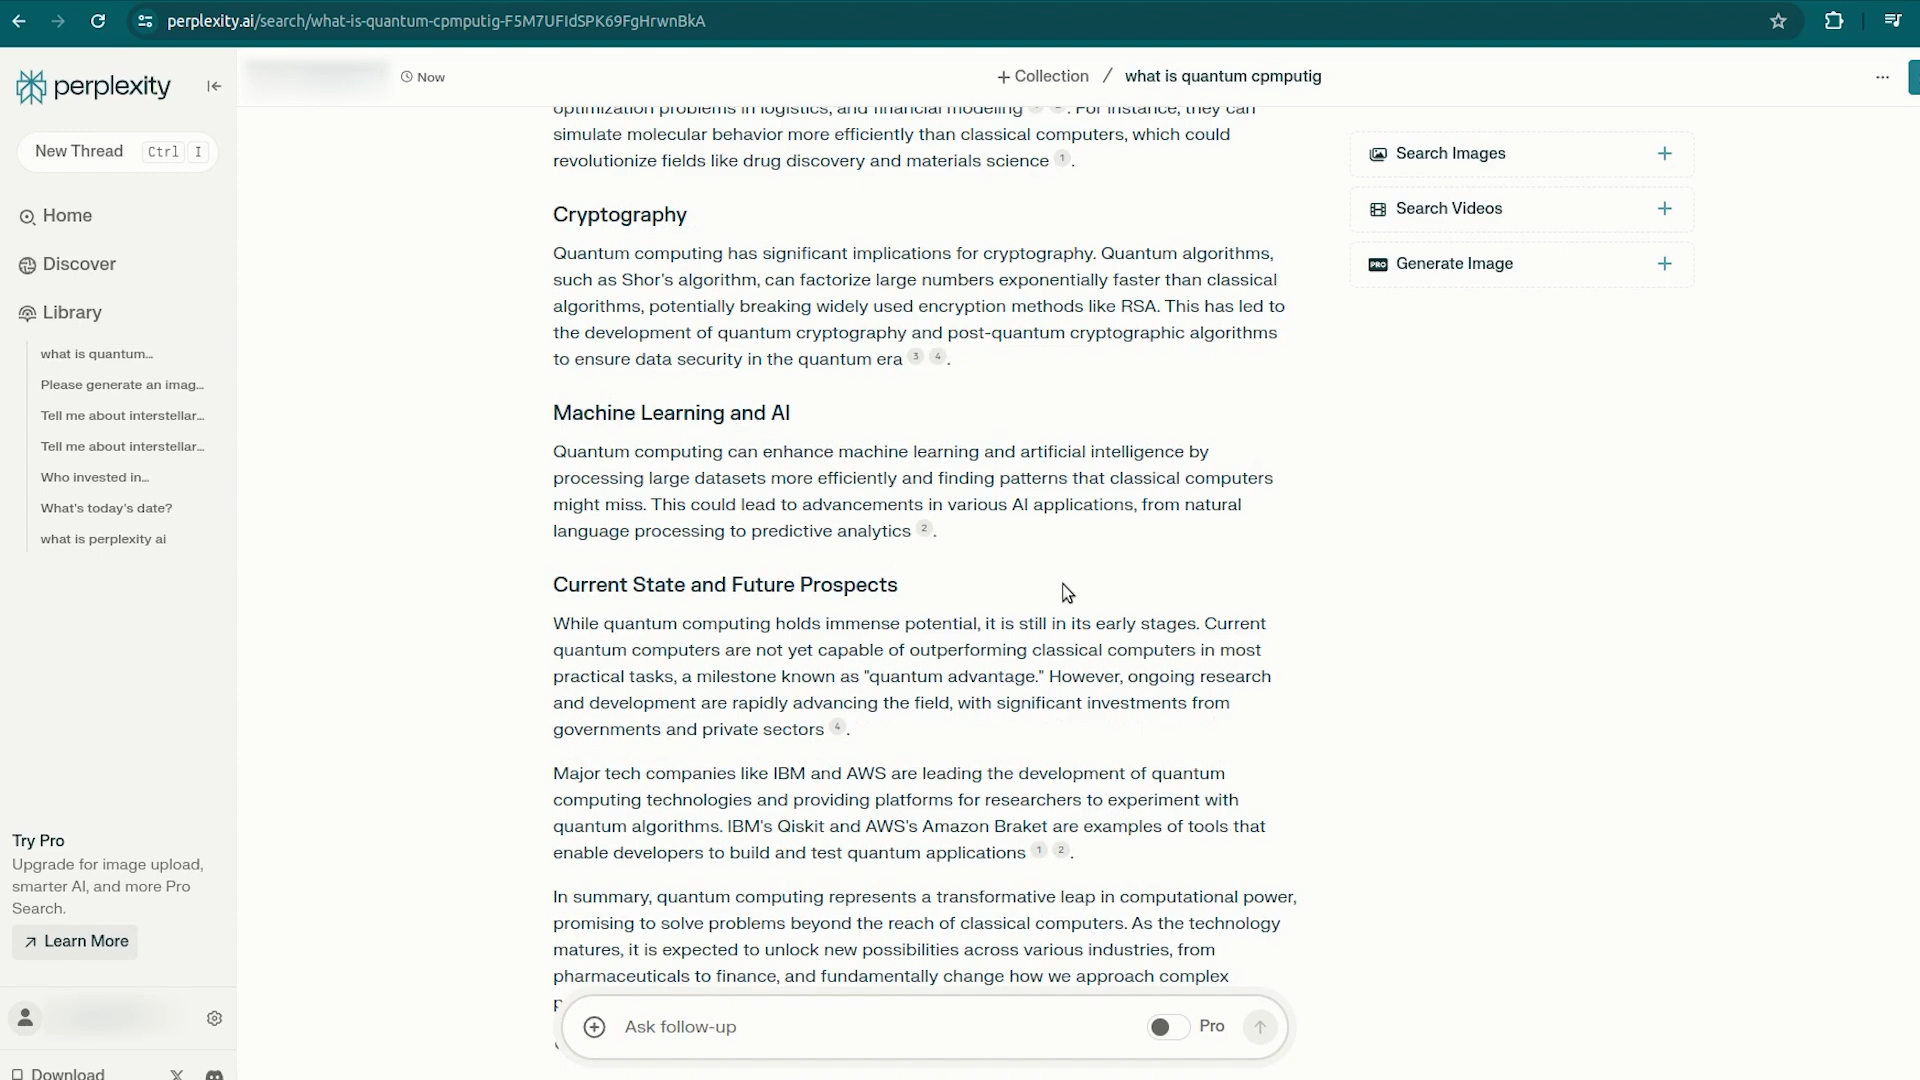 perplexity.ai/search/what-is-quantum-cpmputig-F5M7UFIdSPK69FgHrwnBkA
perplexity
New Thread Ctrl I
Home
Discover
Library
what is quantum...
Please generate an imag...
Tell me about interstellar...
Tell me about interstellar...
Who invested in...
What's today's date?
what is perplexity ai
Try Pro
Upgrade for image upload,
smarter AI, and more Pro
Search.
Learn More
Download
Now
+ Collection / what is quantum cpmputig
optimization problems in logistics, and financial modeling . For instance, they can
simulate molecular behavior more efficiently than classical computers, which could
revolutionize fields like drug discovery and materials science 1 .
Cryptography
Quantum computing has significant implications for cryptography. Quantum algorithms,
such as Shor's algorithm, can factorize large numbers exponentially faster than classical
algorithms, potentially breaking widely used encryption methods like RSA. This has led to
the development of quantum cryptography and post-quantum cryptographic algorithms
to ensure data security in the quantum era 3 4 .
Machine Learning and AI
Quantum computing can enhance machine learning and artificial intelligence by
processing large datasets more efficiently and finding patterns that classical computers
might miss. This could lead to advancements in various AI applications, from natural
language processing to predictive analytics 2 .
Current State and Future Prospects
While quantum computing holds immense potential, it is still in its early stages. Current
quantum computers are not yet capable of outperforming classical computers in most
practical tasks, a milestone known as "quantum advantage." However, ongoing research
and development are rapidly advancing the field, with significant investments from
governments and private sectors 4 .
Major tech companies like IBM and AWS are leading the development of quantum
computing technologies and providing platforms for researchers to experiment with
quantum algorithms. IBM's Qiskit and AWS's Amazon Braket are examples of tools that
enable developers to build and test quantum applications 1 2 .
In summary, quantum computing represents a transformative leap in computational power,
promising to solve problems beyond the reach of classical computers. As the technology
matures, it is expected to unlock new possibilities across various industries, from
pharmaceuticals to finance, and fundamentally change how we approach complex
Ask follow-up Pro
Search Images
Search Videos
PRO Generate Image